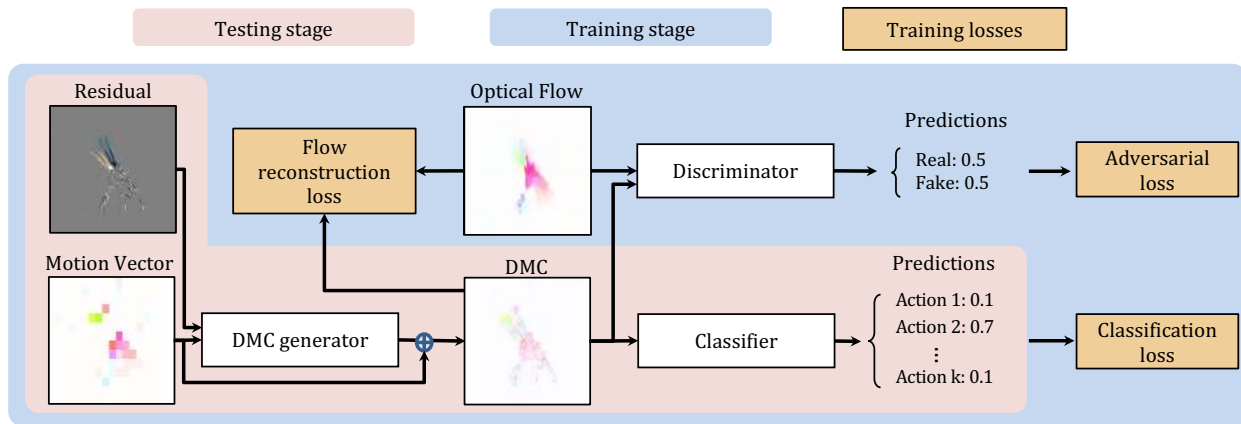 Testing stage
Training stage
Training losses
Residual
Optical Flow
Predictions
Flow
reconstruction
loss
Discriminator
Real: 0.5
Fake: 0.5
Adversarial
loss
Motion Vector
DMC
Predictions
DMC generator
Classifier
Action 1: 0.1
Action 2: 0.7
⋮
Action k: 0.1
Classification
loss